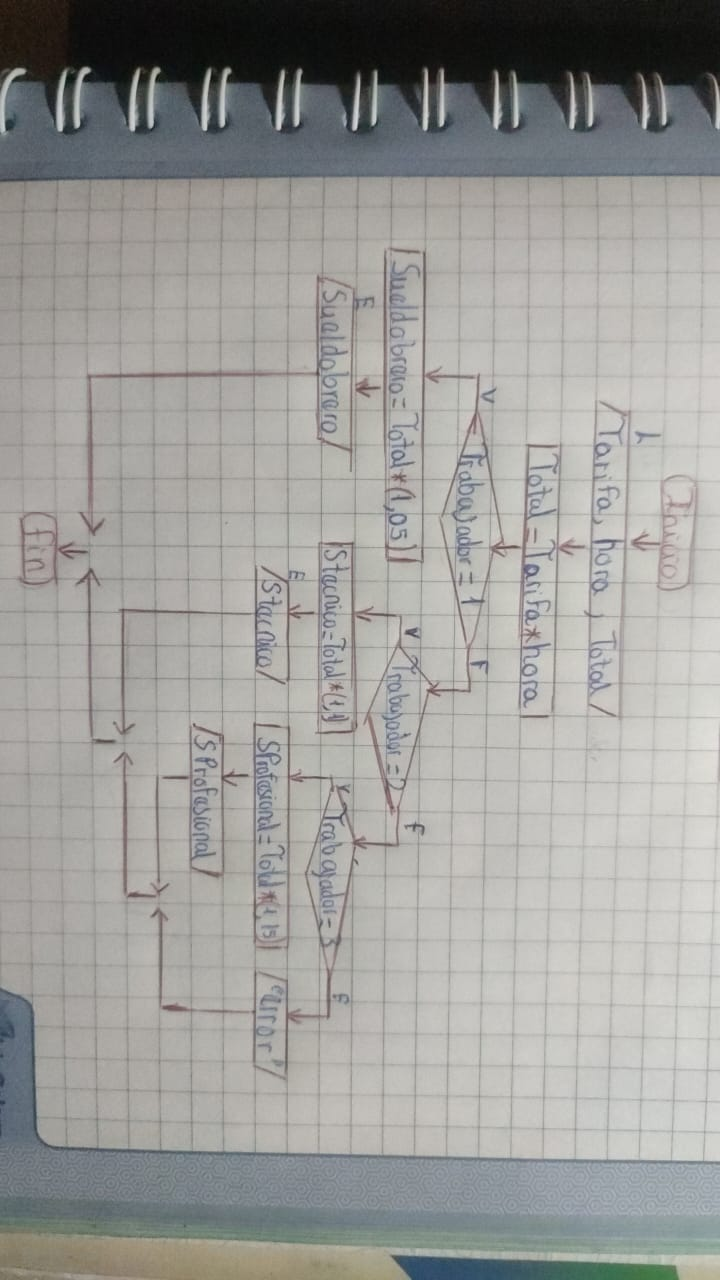 Inicio
L
Tarifa, hora, Total
Total = Tarifa*hora
Trabajador = 1
V
F
Sueldobrero = Total*(1,05)
E
Sueldobrero
Trabajador = 2
V
F
Stecnico = Total*(1,1)
E
Stecnico
Trabajador = 3
V
F
SProfesional = Total*(1,15)
SProfesional
"error"
fin